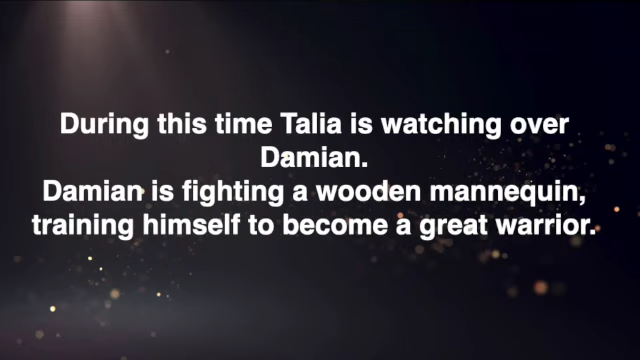 During this time Talia is watching over
Damian.
Damian is fighting a wooden mannequin,
training himself to become a great warrior.